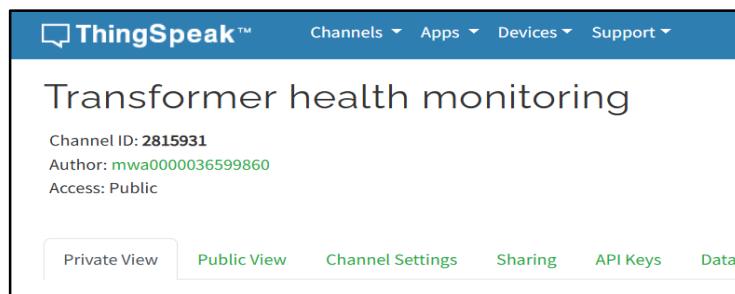 ThingSpeak™ Channels Apps Devices Support
Transformer health monitoring
Channel ID: 2815931
Author: mwa0000036599860
Access: Public
Private View Public View Channel Settings Sharing API Keys Data